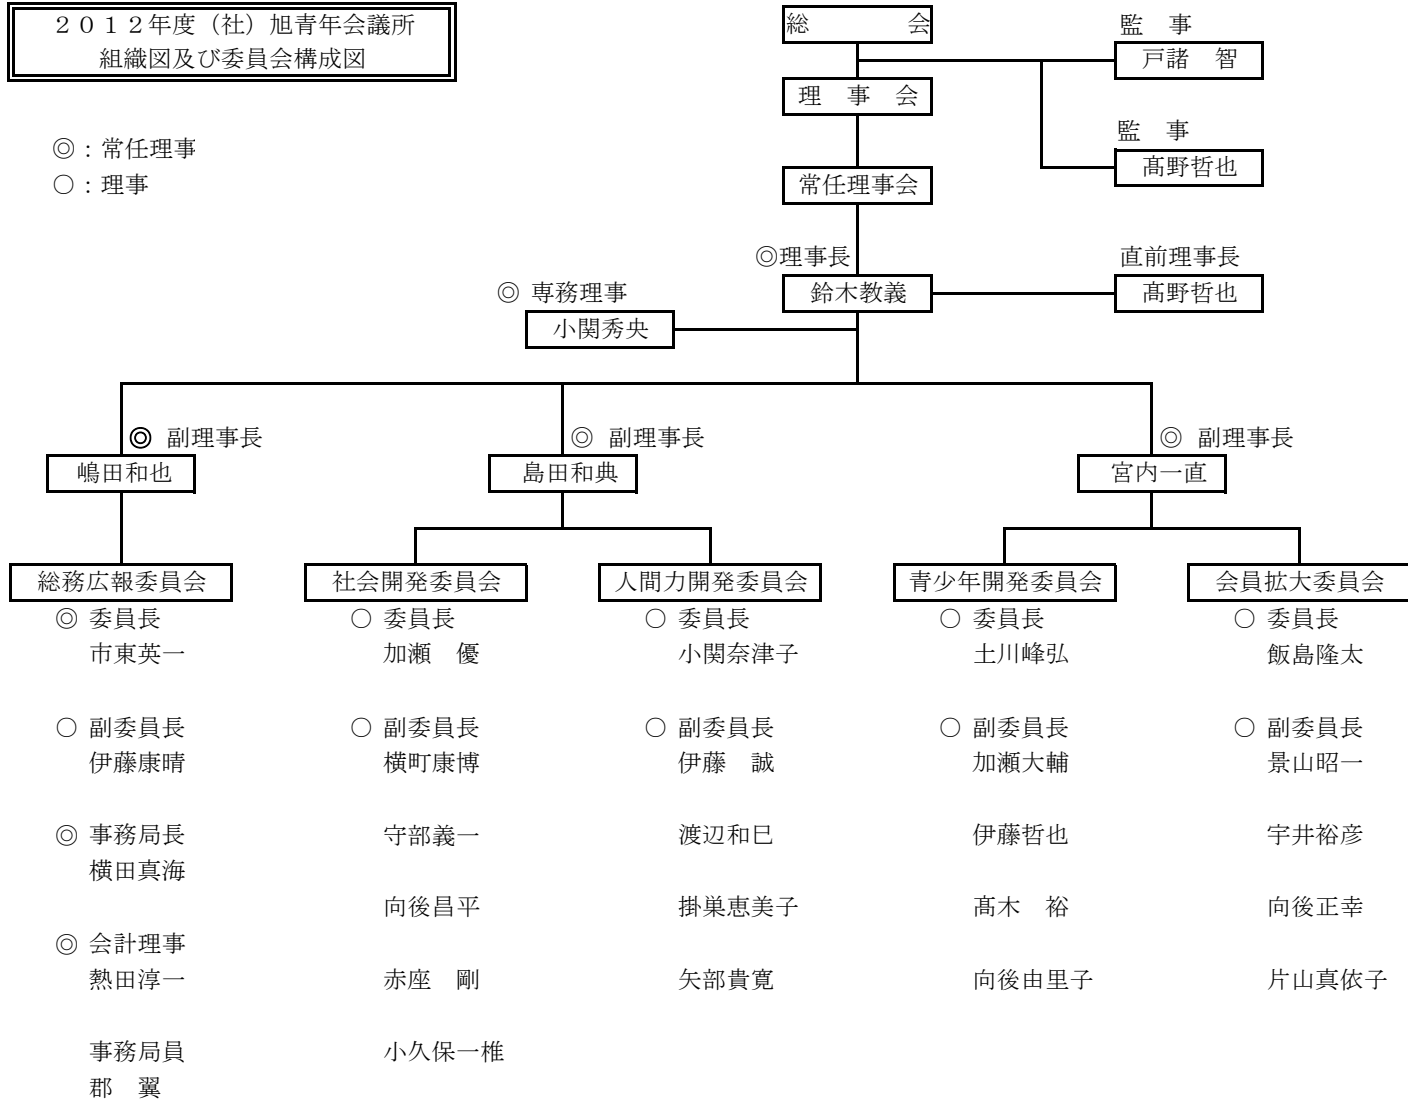 ２０１２年度（社）旭青年会議所
組織図及び委員会構成図
◎：常任理事
○：理事
総　　　　会
監　事
戸諸　智
理　事　会
監　事
髙野哲也
常任理事会
◎理事長
鈴木教義
直前理事長
髙野哲也
◎ 専務理事
小関秀央
◎ 副理事長
嶋田和也
◎ 副理事長
島田和典
◎ 副理事長
宮内一直
総務広報委員会
◎ 委員長
市東英一
○ 副委員長
伊藤康晴
◎ 事務局長
横田真海
◎ 会計理事
熱田淳一
事務局員
郡　翼
社会開発委員会
○ 委員長
加瀬　優
○ 副委員長
横町康博
守部義一
向後昌平
赤座　剛
小久保一椎
人間力開発委員会
○ 委員長
小関奈津子
○ 副委員長
伊藤　誠
渡辺和巳
掛巣恵美子
矢部貴寛
青少年開発委員会
○ 委員長
土川峰弘
○ 副委員長
加瀬大輔
伊藤哲也
髙木　裕
向後由里子
会員拡大委員会
○ 委員長
飯島隆太
○ 副委員長
景山昭一
宇井裕彦
向後正幸
片山真依子